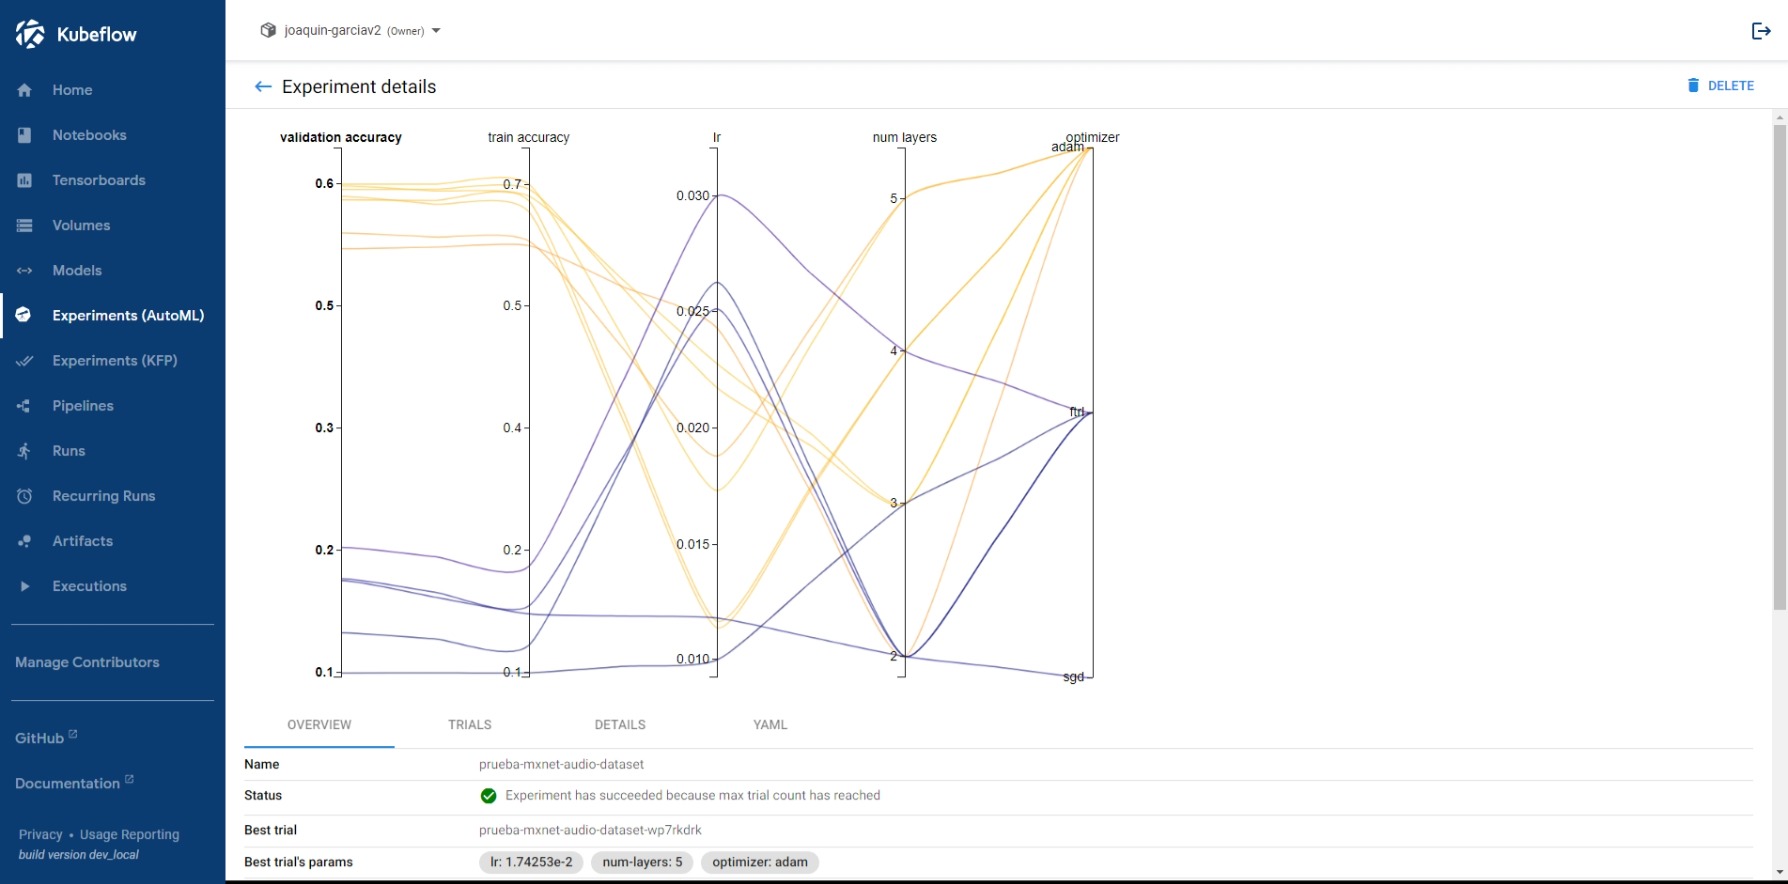 Kubeflow
joaquin-garciav2 (Owner)
Home
Notebooks
Tensorboards
Volumes
Models
Experiments (AutoML)
Experiments (KFP)
Pipelines
Runs
Recurring Runs
Artifacts
Executions
Manage Contributors
GitHub
Documentation
Privacy • Usage Reporting
build version dev_local
Experiment details
DELETE
validation accuracy train accuracy lr num layers optimizer
adam
0.6 0.7 0.030 5
0.5 0.5 0.025 4
ftrl
0.3 0.4 0.020 3
0.2 0.2 0.015
0.1 0.1 0.010 2 sgd
OVERVIEW TRIALS DETAILS YAML
Name prueba-mxnet-audio-dataset
Status Experiment has succeeded because max trial count has reached
Best trial prueba-mxnet-audio-dataset-wp7rkdrk
Best trial's params lr: 1.74253e-2 num-layers: 5 optimizer: adam